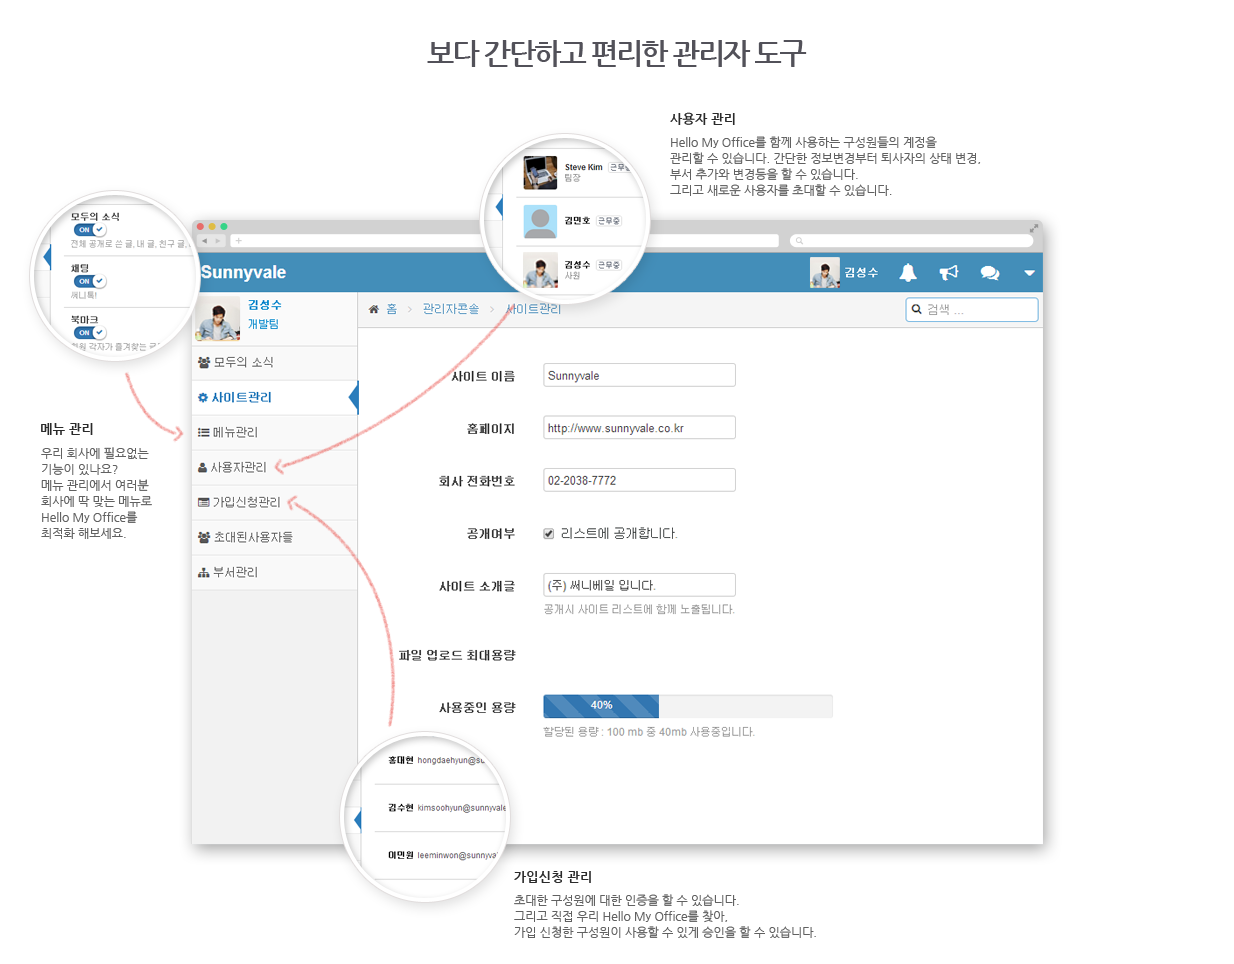 보다 간단하고 편리한 관리자 도구
사용자 관리
Hello My Office를 함께 사용하는 구성원들의 계정을
관리할 수 있습니다. 간단한 정보변경부터 퇴사자의 상태 변경,
부서 추가와 변경등을 할 수 있습니다.
그리고 새로운 사용자를 초대할 수 있습니다.
Steve Kim 근무중
팀장
김민호 근무중
김성수 근무중
사원
모두의 소식
ON
전체 공개로 쓴 글, 내 글, 친구 글,
채팅
ON
써니톡!
북마크
ON
회원 각자가 즐겨찾는
Sunnyvale
김성수
김성수
개발팀
홈 > 관리자콘솔 > 사이트관리
검색 ...
모두의 소식
사이트관리
메뉴관리
사용자관리
가입신청관리
초대된사용자들
부서관리
메뉴 관리
우리 회사에 필요없는
기능이 있나요?
메뉴 관리에서 여러분
회사에 딱 맞는 메뉴로
Hello My Office를
최적화 해보세요.
사이트 이름 Sunnyvale
홈페이지 http://www.sunnyvale.co.kr
회사 전화번호 02-2038-7772
공개여부 리스트에 공개합니다.
사이트 소개글 (주) 써니베일 입니다.
공개시 사이트 리스트에 함께 노출됩니다.
파일 업로드 최대용량
사용중인 용량 40%
할당된 용량 : 100 mb 중 40mb 사용중입니다.
홍대현 hongdaehyun@su
김수현 kimsoohyun@sunnyvale
이민원 leeminwon@sunnyva
가입신청 관리
초대한 구성원에 대한 인증을 할 수 있습니다.
그리고 직접 우리 Hello My Office를 찾아,
가입 신청한 구성원이 사용할 수 있게 승인을 할 수 있습니다.